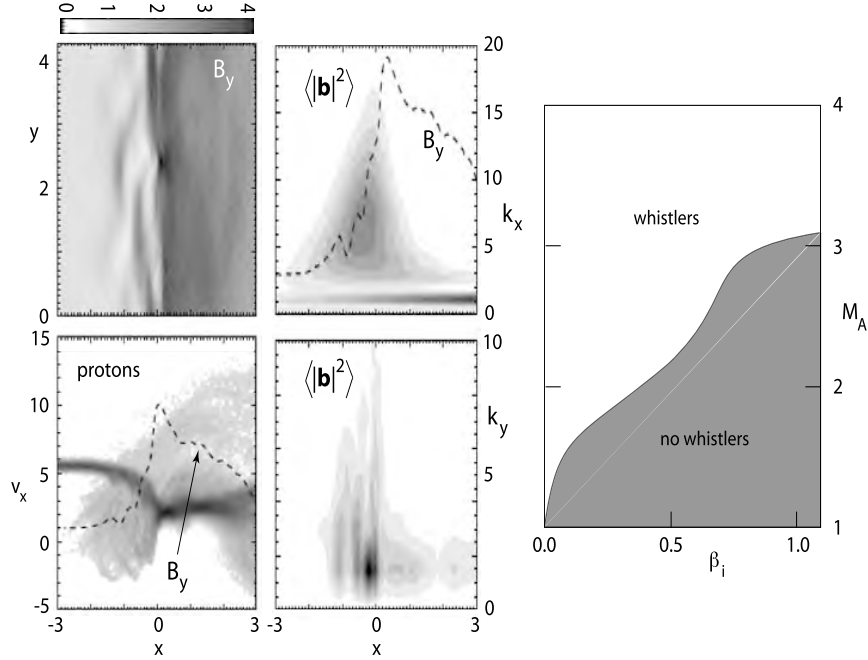 0 1 2 3 4
4
y
2
0
B_y
⟨|b|²⟩
B_y
20
15
10
k_x
5
0
15
protons
10
5
v_x
0
-5
B_y
-3 0 3
x
⟨|b|²⟩
10
k_y
5
0
-3 0 3
x
whistlers
no whistlers
4
3
M_A
2
1
0.0 0.5 1.0
β_i